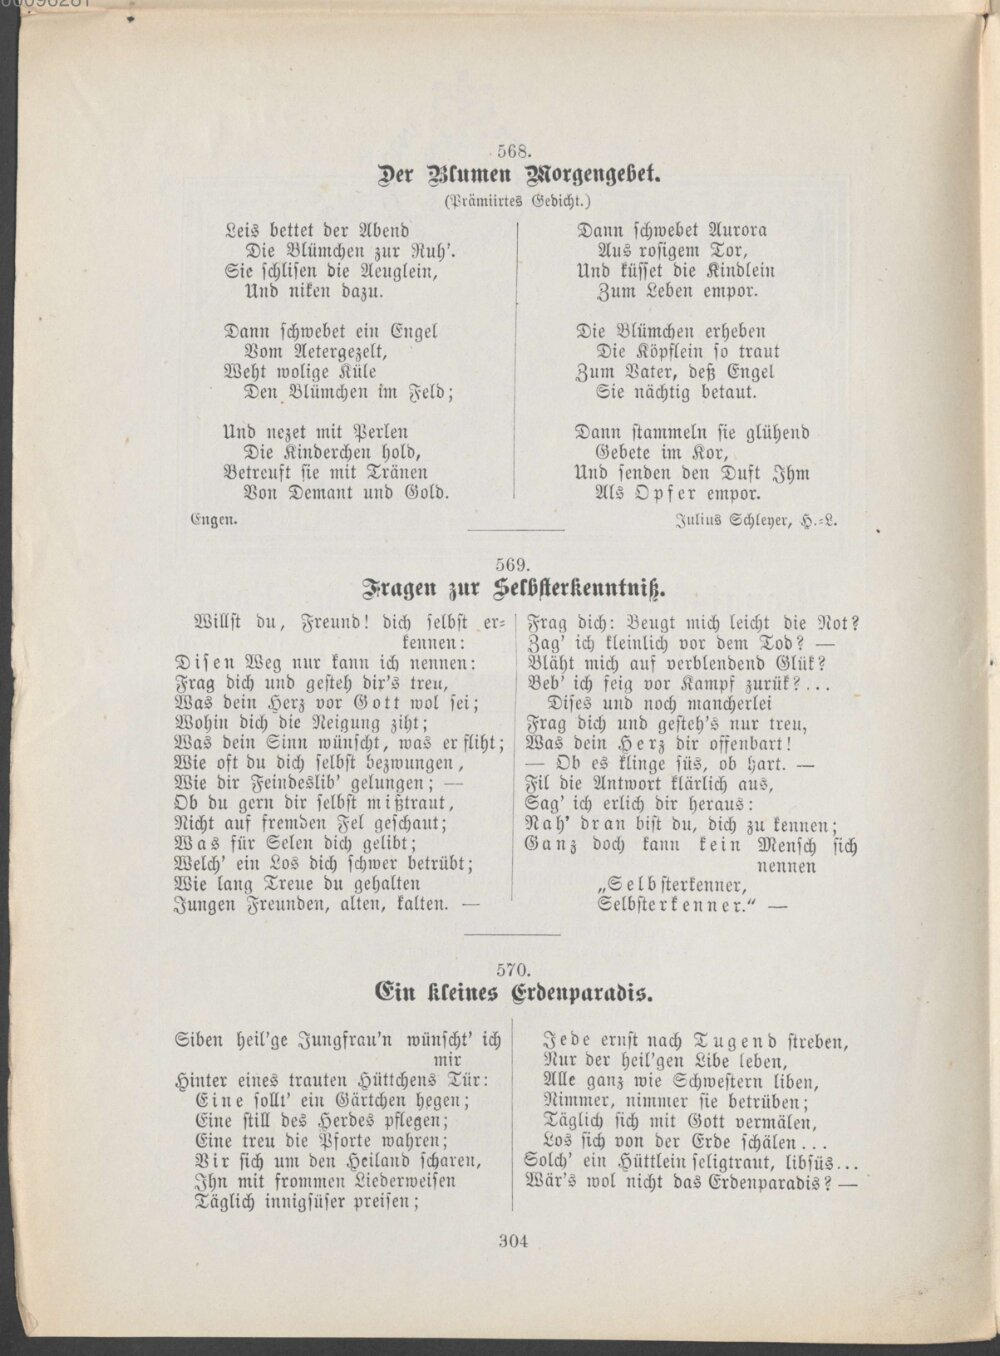 568.
Der Blumen Morgengebet.
(Prämiirtes Gedicht.)
Leis bettet der Abend
Die Blümchen zur Ruh'.
Sie schlisen die Aeuglein,
Und niken dazu.
Dann schwebet ein Engel
Vom Aetergezelt,
Weht wolige Küle
Den Blümchen im Feld;
Und nezet mit Perlen
Die Kinderchen hold,
Betreust sie mit Tränen
Von Demant und Gold.
Engen.
Dann schwebet Aurora
Aus rosigem Tor,
Und küsset die Kindlein
Zum Leben empor.
Die Blümchen erheben
Die Köpflein so traut
Zum Vater, deß Engel
Sie nächtig betaut.
Dann stammeln sie glühend
Gebete im Kor,
Und senden den Duft Ihm
Als Opfer empor.
Julius Schleyer, H.=L.
569.
Fragen zur Selbsterkenntniß.
Willst du, Freund! dich selbst er=
kennen:
Disen Weg nur kann ich nennen:
Frag dich und gesteh dir's treu,
Was dein Herz vor Gott wol sei;
Wohin dich die Neigung ziht;
Was dein Sinn wünscht, was er fliht;
Wie oft du dich selbst bezwungen,
Wie dir Feindeslib' gelungen; —
Ob du gern dir selbst mißtraut,
Nicht auf fremden Fel geschaut;
Was für Selen dich gelibt;
Welch' ein Los dich schwer betrübt;
Wie lang Treue du gehalten
Jungen Freunden, alten, kalten. —
Frag dich: Beugt mich leicht die Not?
Zag' ich kleinlich vor dem Tod? —
Bläht mich auf verblendend Glük?
Beb' ich feig vor Kampf zurük?...
Dises und noch mancherlei
Frag dich und gesteh's nur treu,
Was dein Herz dir offenbart!
— Ob es klinge süs, ob hart. —
Fil die Antwort klärlich aus,
Sag' ich erlich dir heraus:
Nah' dran bist du, dich zu kennen;
Ganz doch kann kein Mensch sich
nennen
„Selbsterkenner,
Selbsterkenner.“ —
570.
Ein kleines Erdenparadis.
Siben heil'ge Jungfrau'n wünscht' ich
mir
Hinter eines trauten Hüttchens Tür:
Eine sollt' ein Gärtchen hegen;
Eine still des Herdes pflegen;
Eine treu die Pforte wahren;
Vir sich um den Heiland scharen,
Ihn mit frommen Liederweisen
Täglich innigsüser preisen;
Jede ernst nach Tugend streben,
Nur der heil'gen Libe leben,
Alle ganz wie Schwestern liben,
Nimmer, nimmer sie betrüben;
Täglich sich mit Gott vermälen,
Los sich von der Erde schälen...
Solch' ein Hüttlein seligtraut, libsüs...
Wär's wol nicht das Erdenparadis? —
304